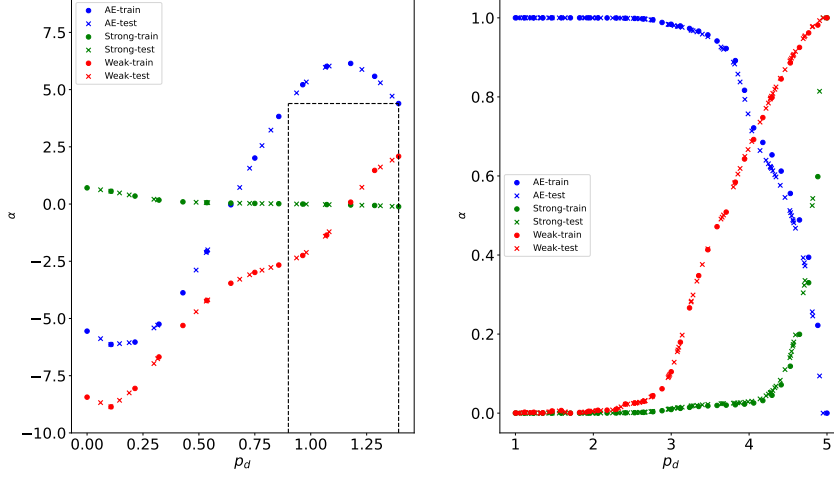 AE-train
AE-test
Strong-train
Strong-test
Weak-train
Weak-test
7.5
5.0
2.5
0.0
−2.5
−5.0
−7.5
−10.0
α
0.00
0.25
0.50
0.75
1.00
1.25
p_d
1.0
0.8
0.6
0.4
0.2
0.0
α
AE-train
AE-test
Strong-train
Strong-test
Weak-train
Weak-test
1
2
3
4
5
p_d